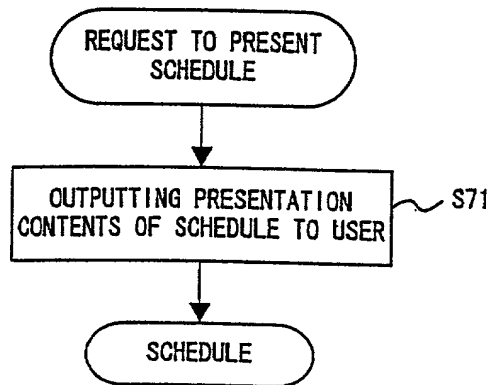 REQUEST TO PRESENT
SCHEDULE
OUTPUTTING PRESENTATION
CONTENTS OF SCHEDULE TO USER
S71
SCHEDULE